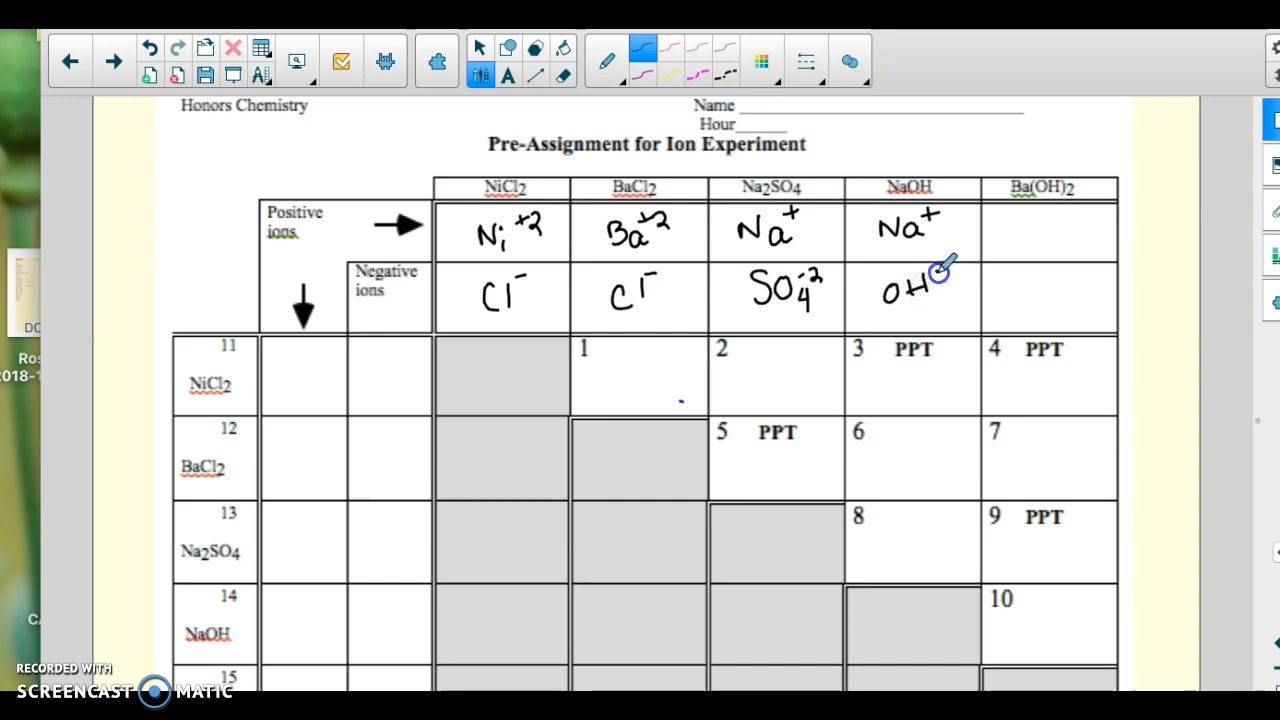 Honors Chemistry Name
Hour
Pre-Assignment for Ion Experiment
NiCl2 BaCl2 Na2SO4 NaOH Ba(OH)2
Positive
ions
Ni+2 Ba+2 Na+ Na+
Negative
ions
Cl- Cl- SO4-2 OH
11 1 2 3 PPT 4 PPT
NiCl2
12 5 PPT 6 7
BaCl2
13 8 9 PPT
Na2SO4
14 10
NaOH
15
Ros
2018-1
RECORDED WITH
SCREENCAST MATIC